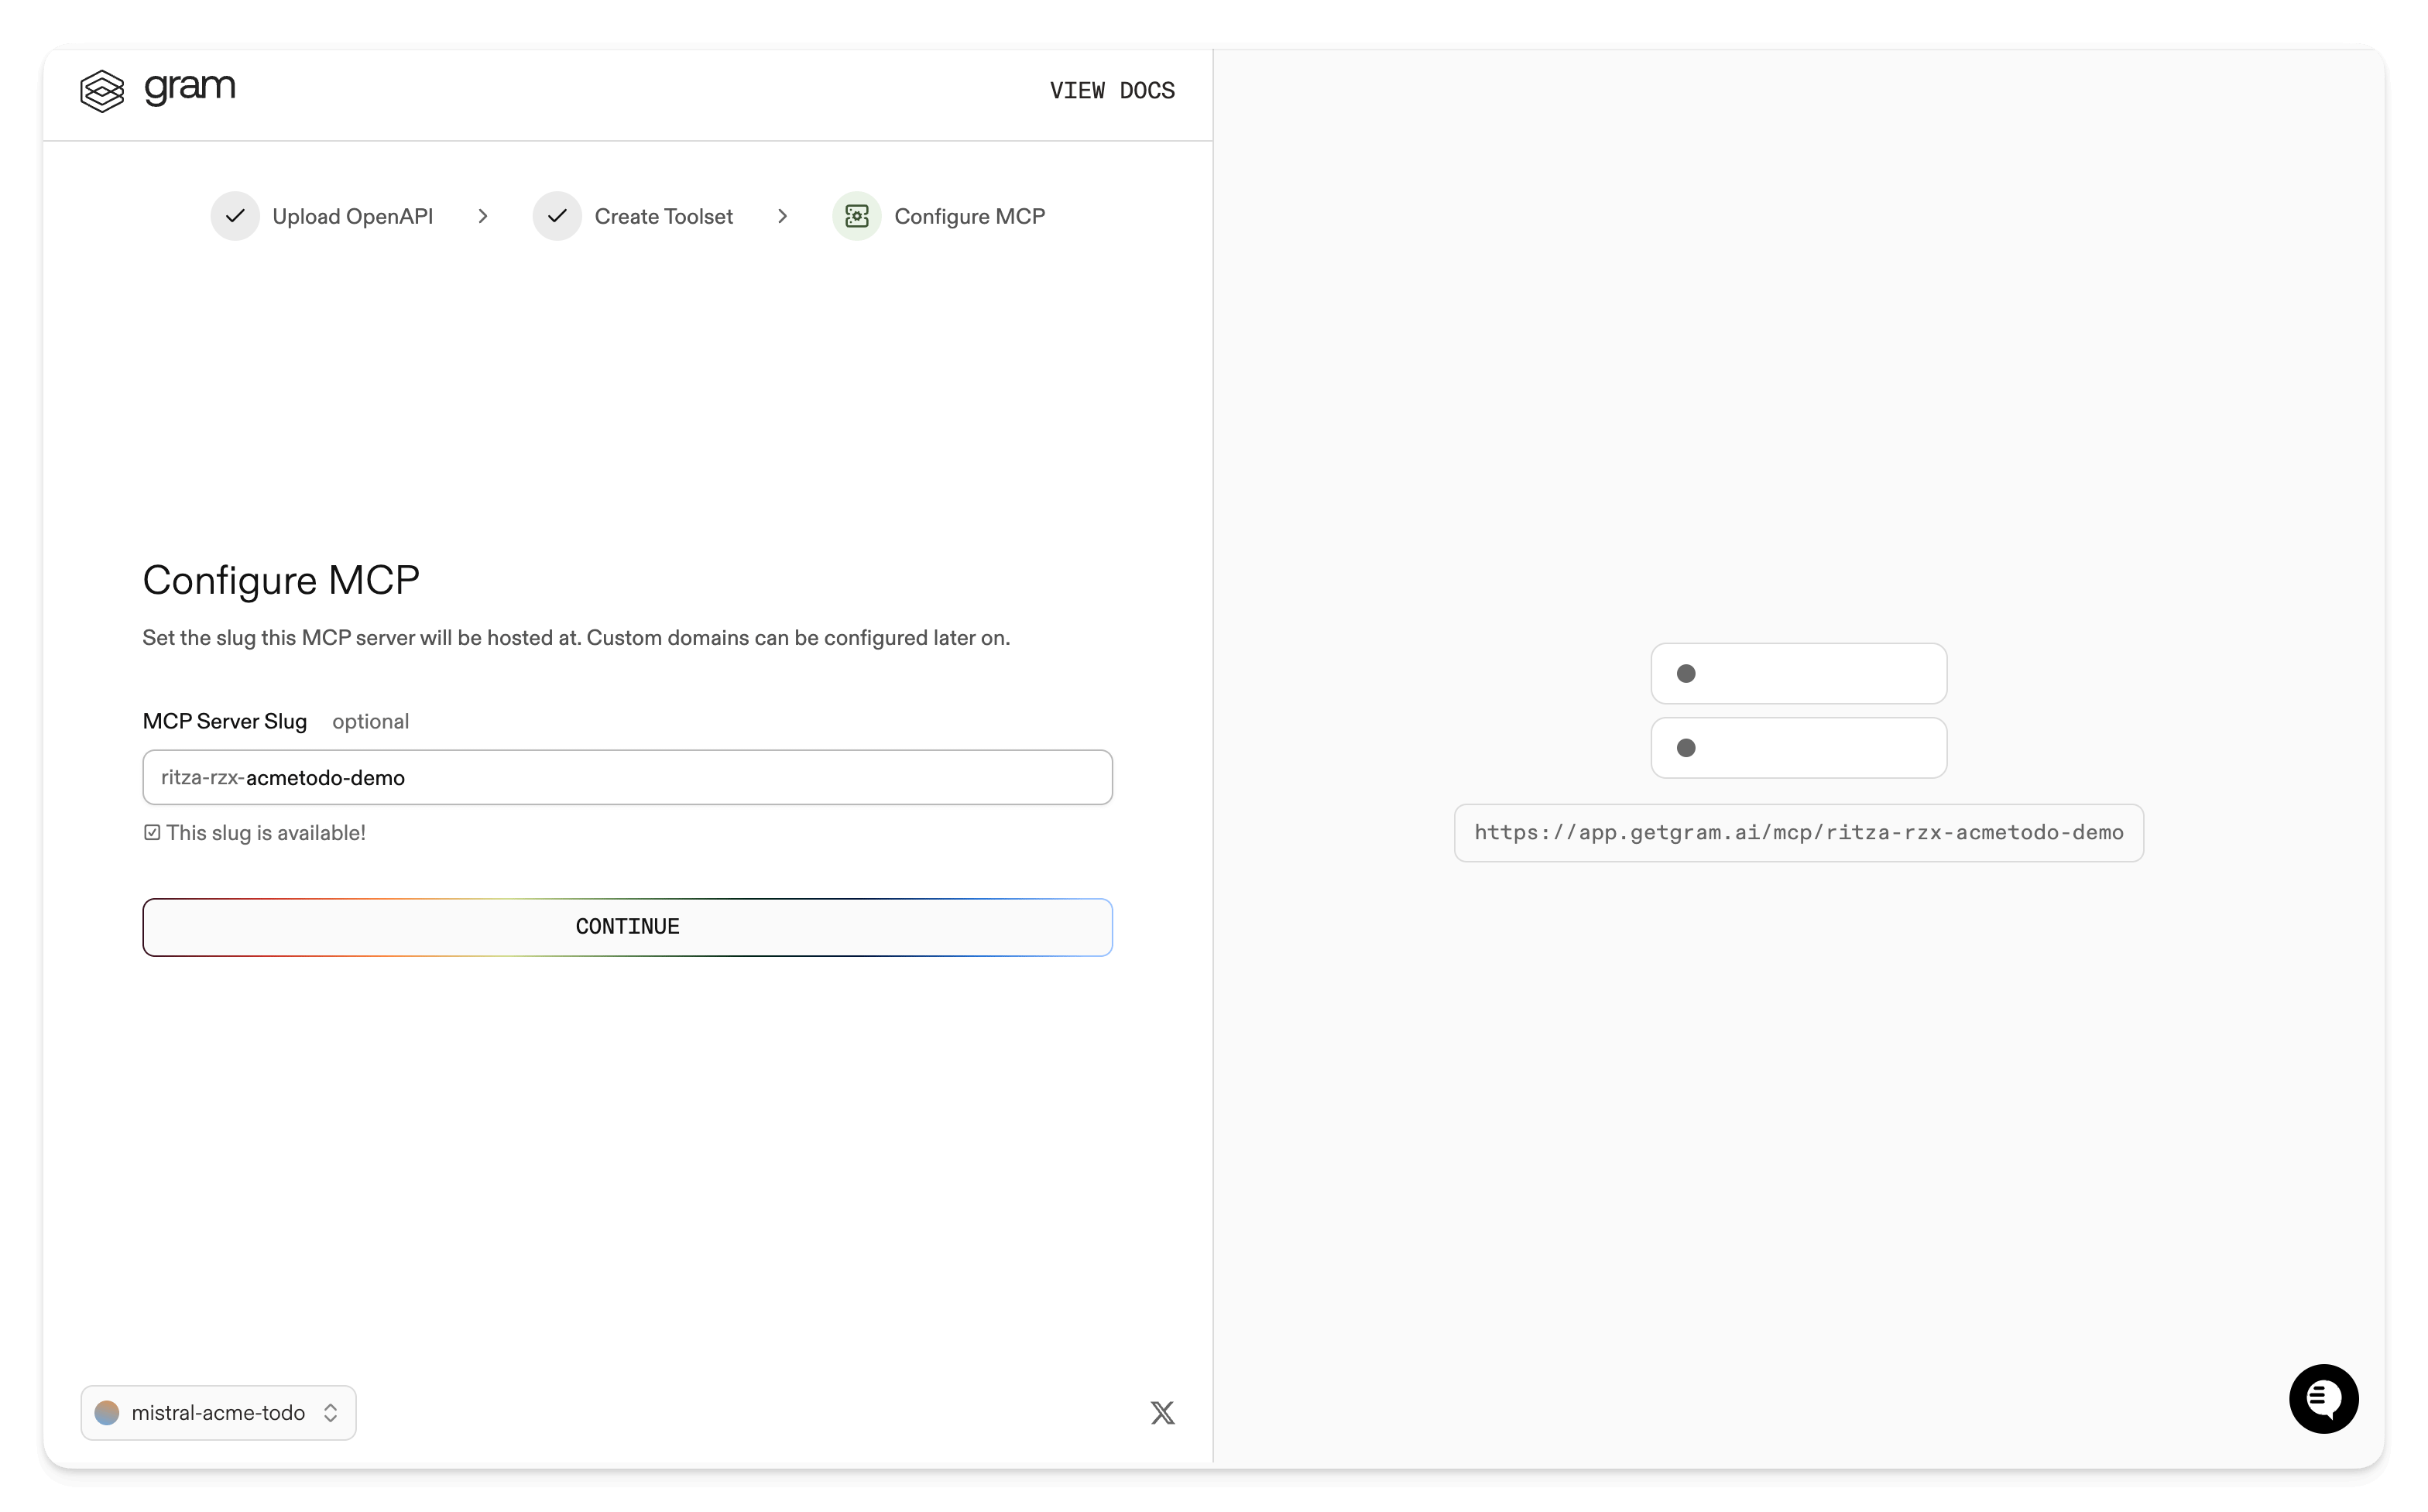 gram
VIEW DOCS
Upload OpenAPI
Create Toolset
Configure MCP
Configure MCP
Set the slug this MCP server will be hosted at. Custom domains can be configured later on.
MCP Server Slug optional
ritza-rzx-acmetodo-demo
This slug is available!
CONTINUE
mistral-acme-todo
https://app.getgram.ai/mcp/ritza-rzx-acmetodo-demo